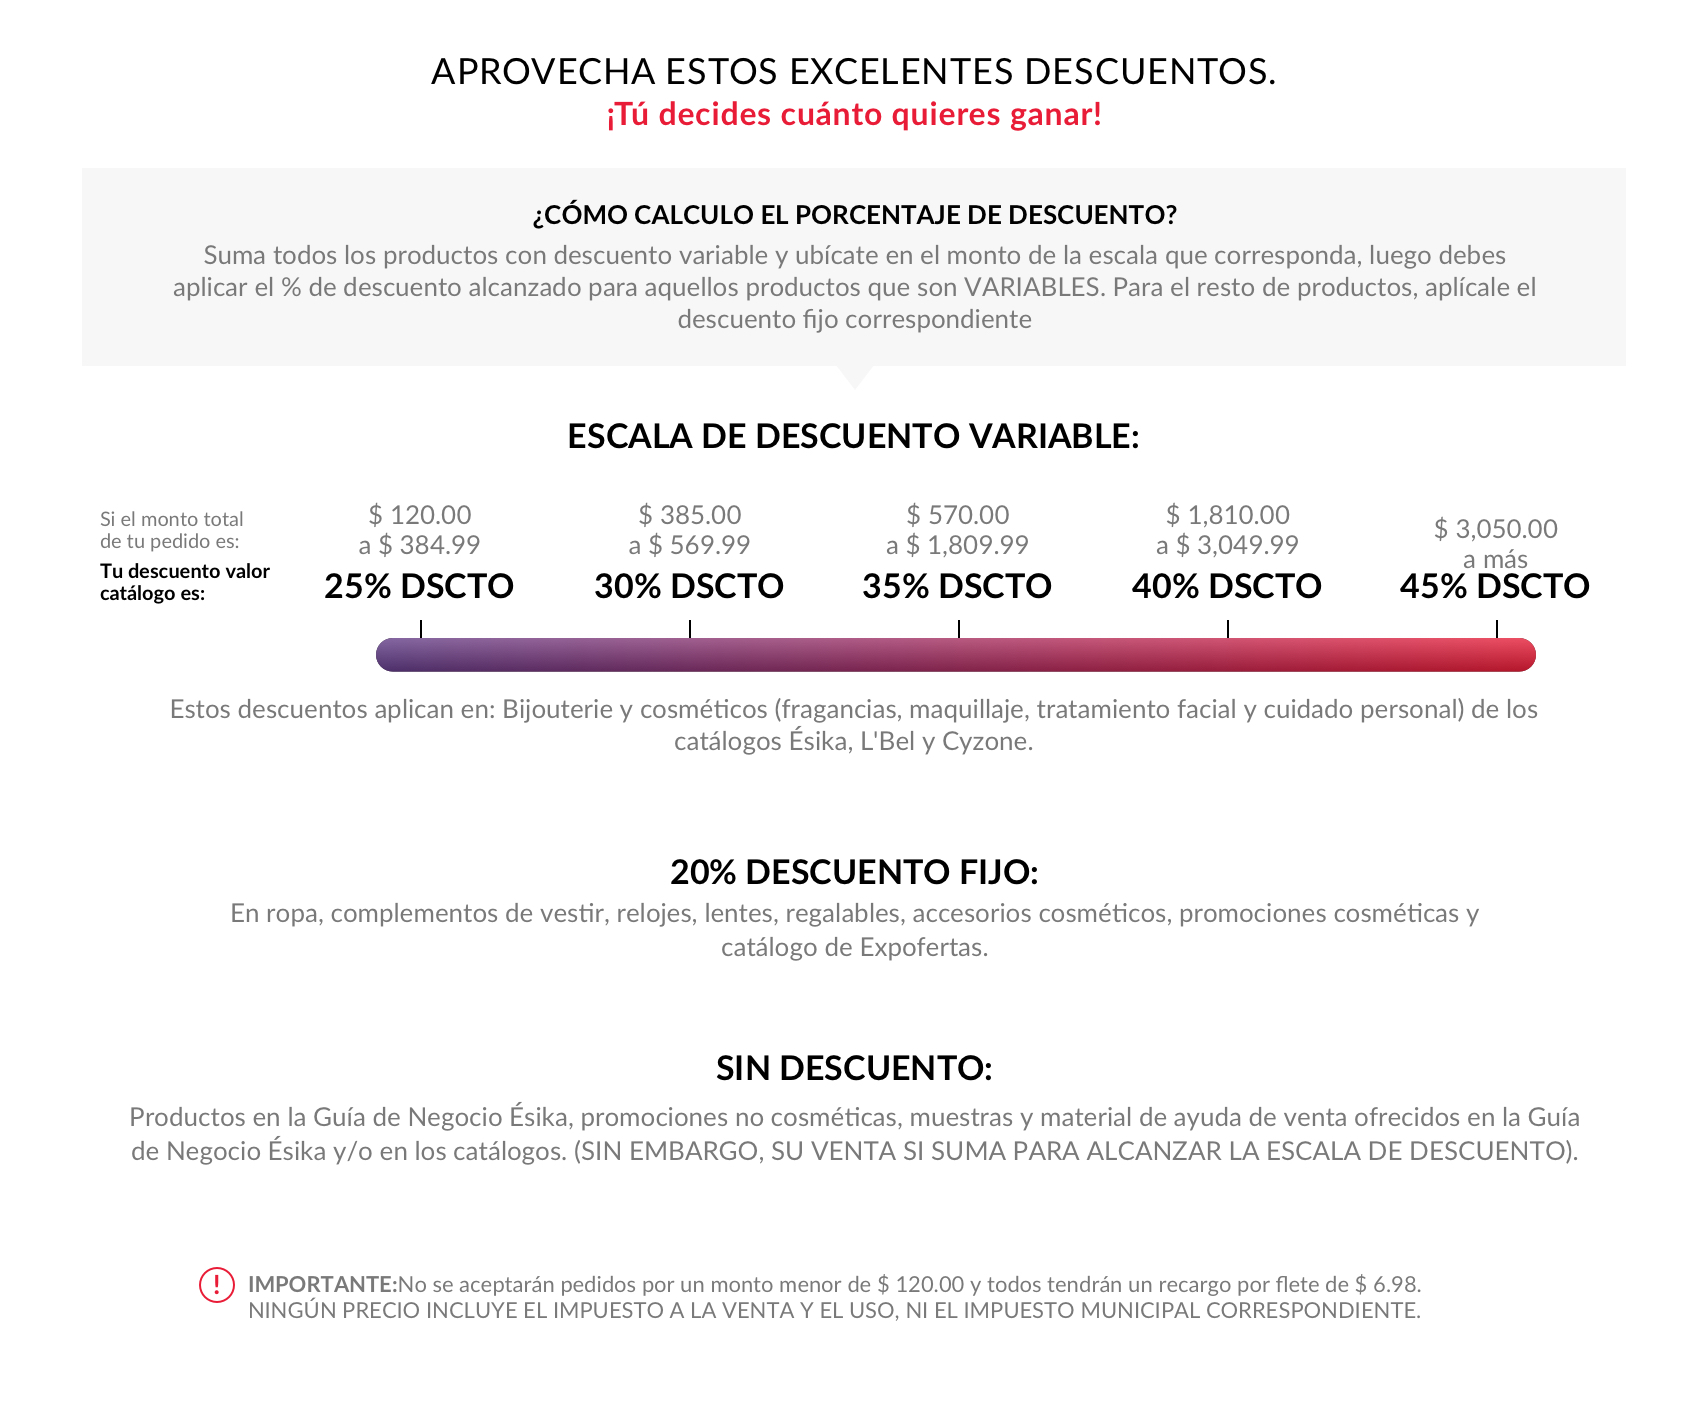 APROVECHA ESTOS EXCELENTES DESCUENTOS.
¡Tú decides cuánto quieres ganar!
¿CÓMO CALCULO EL PORCENTAJE DE DESCUENTO?
Suma todos los productos con descuento variable y ubícate en el monto de la escala que corresponda, luego debes
aplicar el % de descuento alcanzado para aquellos productos que son VARIABLES. Para el resto de productos, aplícale el
descuento fijo correspondiente
ESCALA DE DESCUENTO VARIABLE:
Si el monto total
de tu pedido es:
Tu descuento valor
catálogo es:
$ 120.00
a $ 384.99
25% DSCTO
$ 385.00
a $ 569.99
30% DSCTO
$ 570.00
a $ 1,809.99
35% DSCTO
$ 1,810.00
a $ 3,049.99
40% DSCTO
$ 3,050.00
a más
45% DSCTO
Estos descuentos aplican en: Bijouterie y cosméticos (fragancias, maquillaje, tratamiento facial y cuidado personal) de los
catálogos Ésika, L'Bel y Cyzone.
20% DESCUENTO FIJO:
En ropa, complementos de vestir, relojes, lentes, regalables, accesorios cosméticos, promociones cosméticas y
catálogo de Expofertas.
SIN DESCUENTO:
Productos en la Guía de Negocio Ésika, promociones no cosméticas, muestras y material de ayuda de venta ofrecidos en la Guía
de Negocio Ésika y/o en los catálogos. (SIN EMBARGO, SU VENTA SI SUMA PARA ALCANZAR LA ESCALA DE DESCUENTO).
! IMPORTANTE:No se aceptarán pedidos por un monto menor de $ 120.00 y todos tendrán un recargo por flete de $ 6.98.
NINGÚN PRECIO INCLUYE EL IMPUESTO A LA VENTA Y EL USO, NI EL IMPUESTO MUNICIPAL CORRESPONDIENTE.